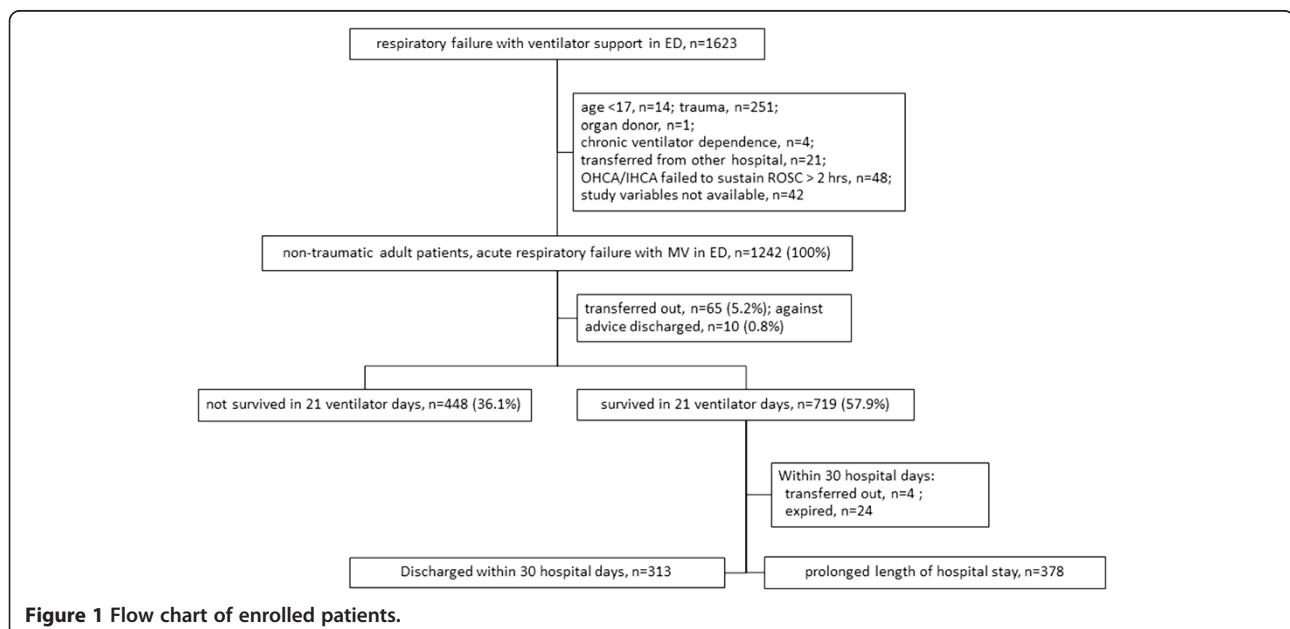 respiratory failure with ventilator support in ED, n=1623
age <17, n=14; trauma, n=251;
organ donor, n=1;
chronic ventilator dependence, n=4;
transferred from other hospital, n=21;
OHCA/IHCA failed to sustain ROSC > 2 hrs, n=48;
study variables not available, n=42
non-traumatic adult patients, acute respiratory failure with MV in ED, n=1242 (100%)
transferred out, n=65 (5.2%); against
advice discharged, n=10 (0.8%)
not survived in 21 ventilator days, n=448 (36.1%)
survived in 21 ventilator days, n=719 (57.9%)
Within 30 hospital days:
transferred out, n=4 ;
expired, n=24
Discharged within 30 hospital days, n=313
prolonged length of hospital stay, n=378
Figure 1 Flow chart of enrolled patients.